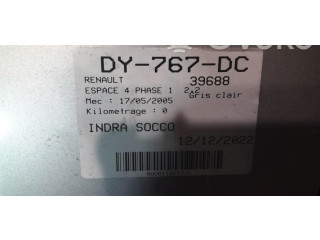 DY-767-DC
RENAULT 39688
ESPACE 4 PHASE 1 2.2
Mec : 17/05/2005 Gris clair
Kilometrage : 0
INDRA SOCCO
12/12/2022